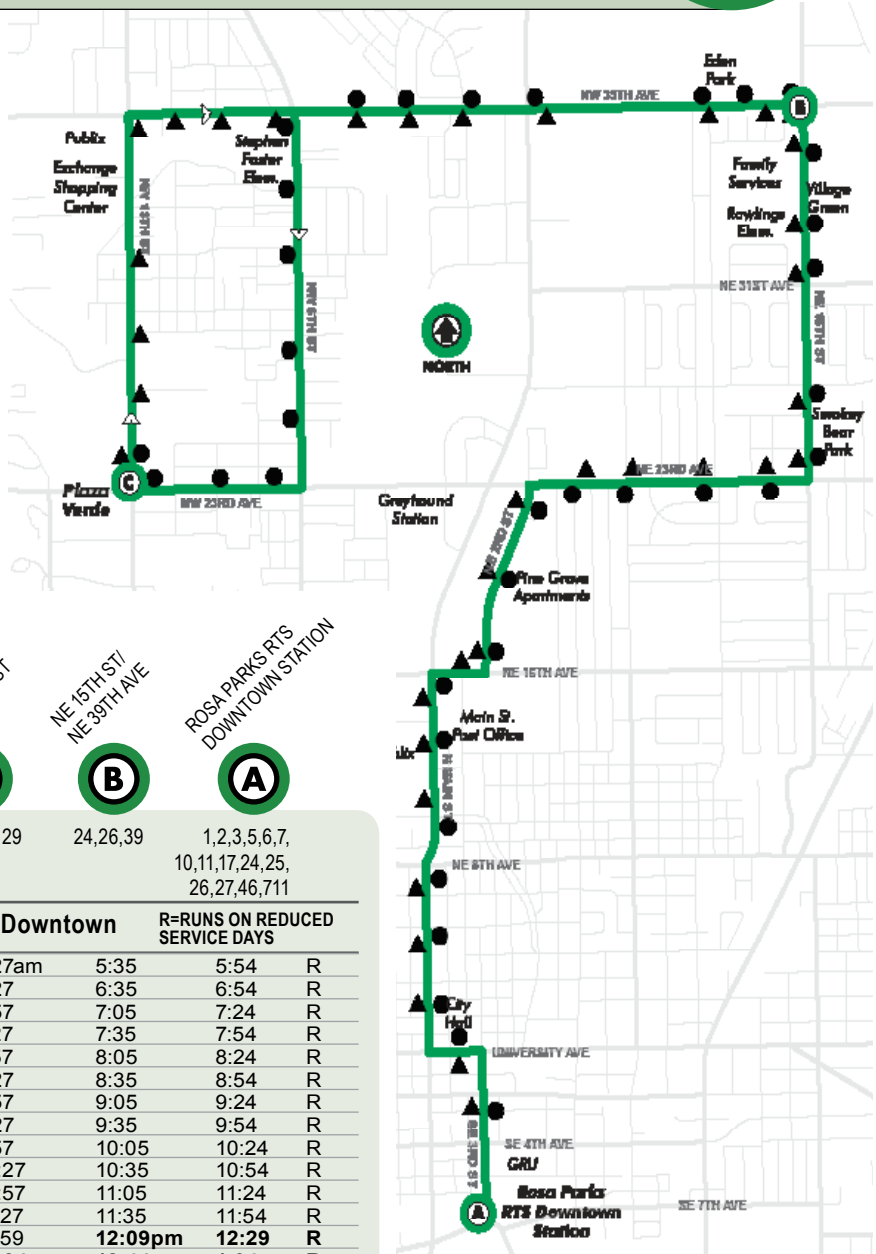 Eden
Park
NW 39TH AVE
B
Publix
Exchange
Shopping
Center
Stephen
Foster
Elem.
NW 13TH ST
NW 6TH ST
Family
Services
Village
Green
Rawlings
Elem.
NE 31ST AVE
NE 15TH ST
NORTH
Smokey
Bear
Park
NE 23RD AVE
C
Plaza
Verde
NW 23RD AVE
Greyhound
Station
Pine Grove
Apartments
NE 16TH AVE
Main St.
Post Office
N MAIN ST
NE 8TH AVE
City
Hall
UNIVERSITY AVE
SE 3RD ST
SE 4TH AVE
GRU
A
Rosa Parks
RTS Downtown
Station
SE 7TH AVE
NE 15TH ST/
NE 39TH AVE
ROSA PARKS RTS
DOWNTOWN STATION
B A
29 24,26,39 1,2,3,5,6,7,
10,11,17,24,25,
26,27,46,711
Downtown R=RUNS ON REDUCED
SERVICE DAYS
27am 5:35 5:54 R
27 6:35 6:54 R
57 7:05 7:24 R
27 7:35 7:54 R
57 8:05 8:24 R
27 8:35 8:54 R
57 9:05 9:24 R
27 9:35 9:54 R
57 10:05 10:24 R
:27 10:35 10:54 R
:57 11:05 11:24 R
:27 11:35 11:54 R
:59 12:09pm 12:29 R